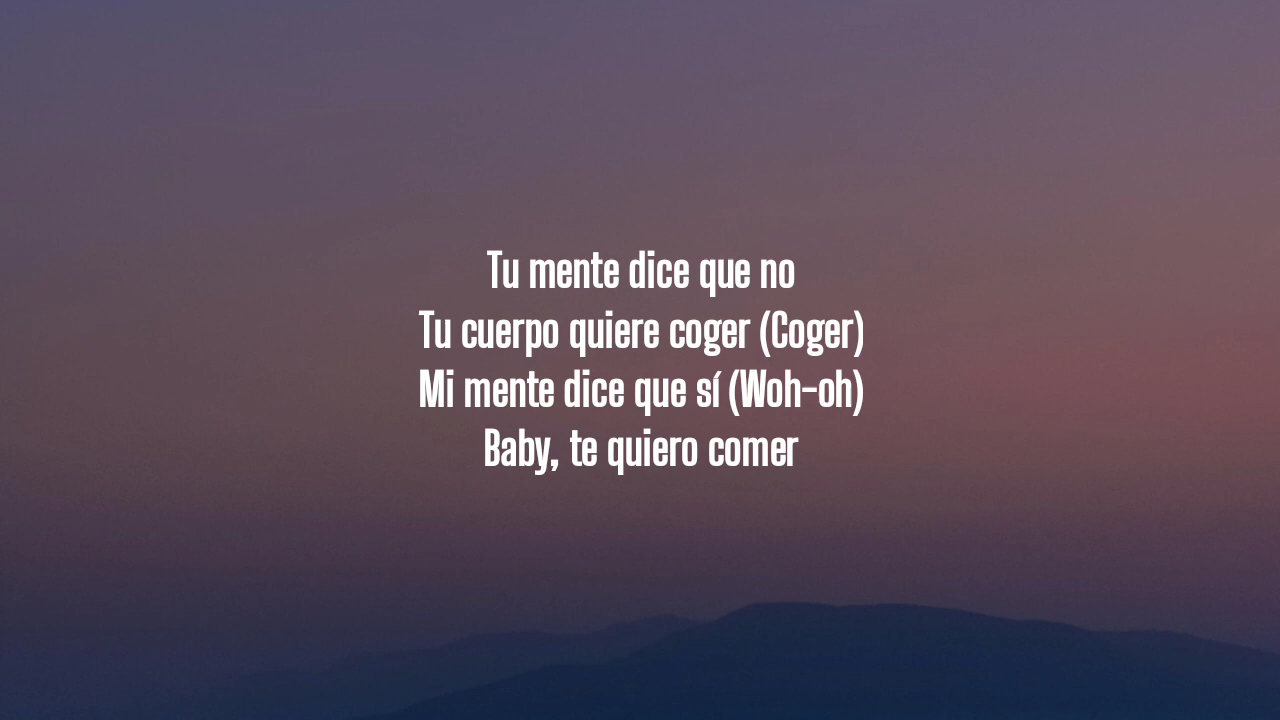 Tu mente dice que no
Tu cuerpo quiere coger (Coger)
Mi mente dice que sí (Woh-oh)
Baby, te quiero comer